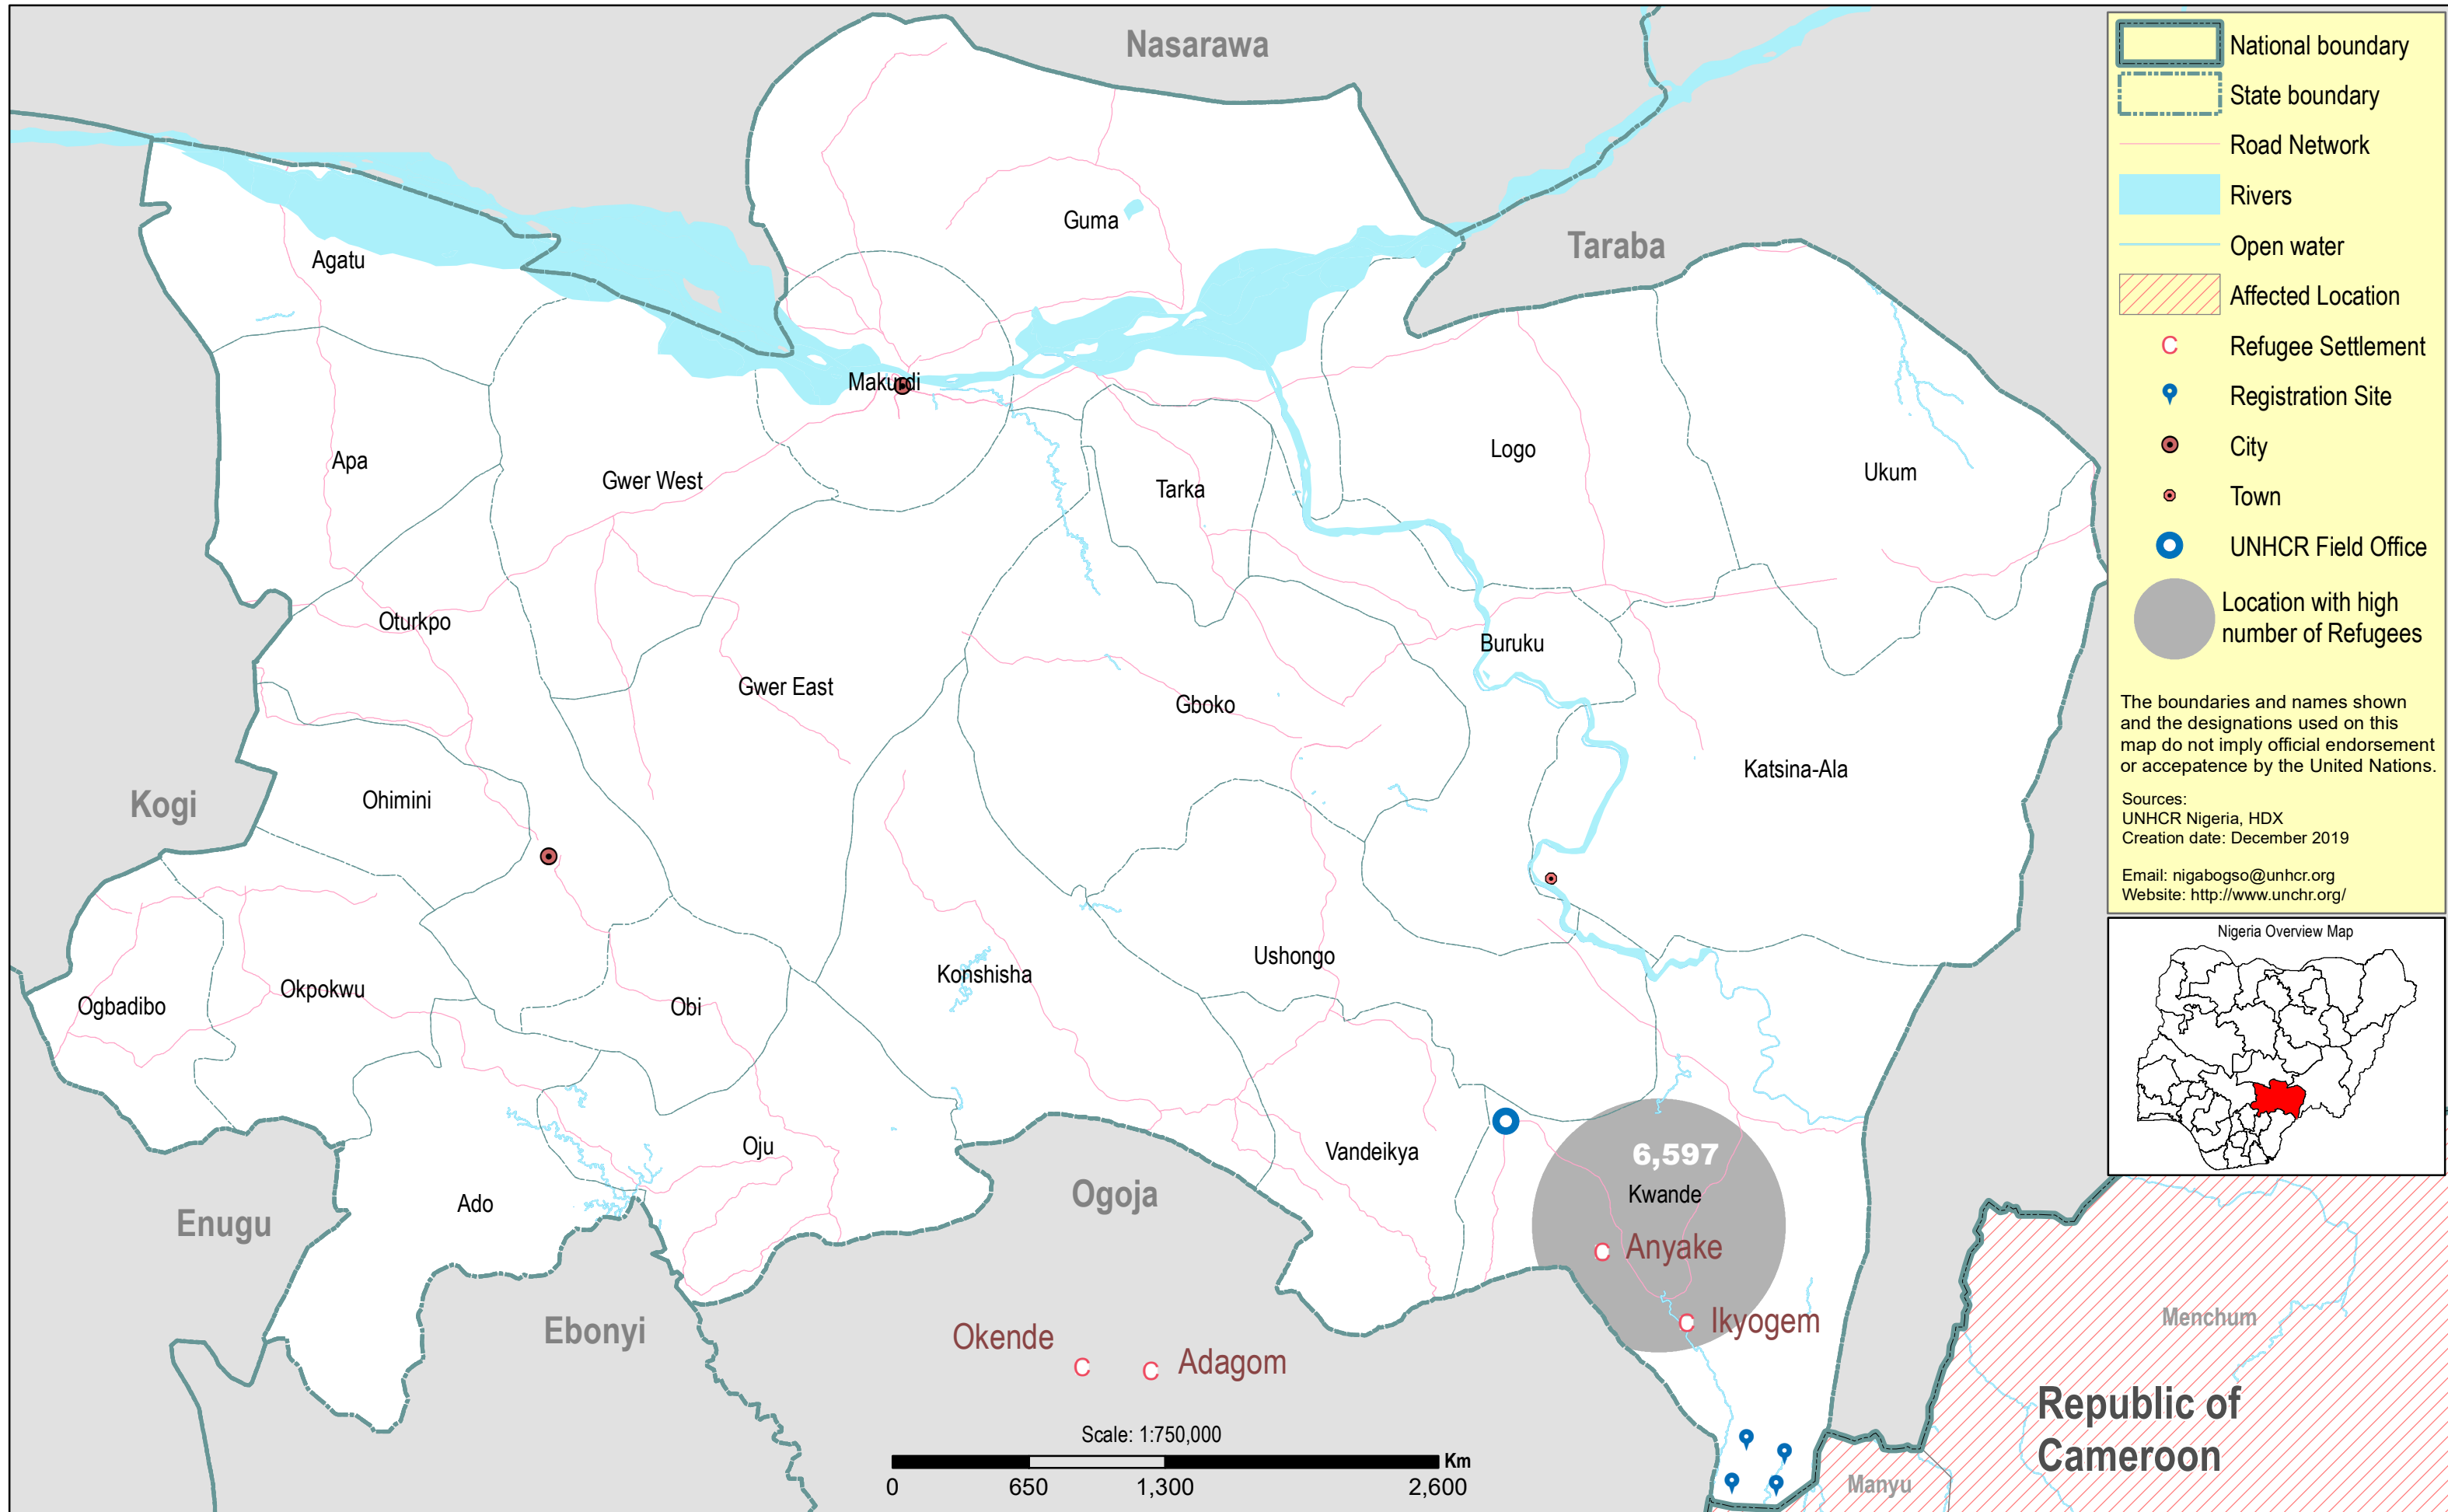 Nasarawa
Taraba
Guma
Agatu
Makurdi
Apa
Gwer West
Tarka
Logo
Ukum
Oturkpo
Buruku
Gwer East
Gboko
Katsina-Ala
Kogi
Ohimini
Ushongo
Konshisha
Ogbadibo
Okpokwu
Obi
Oju
Vandeikya
6,597
Kwande
Ado
Enugu
Ogoja
Anyake
Ebonyi
Okende
Adagom
Ikyogem
Menchum
Republic of
Cameroon
Manyu
Scale: 1:750,000
Km
0 650 1,300 2,600
National boundary
State boundary
Road Network
Rivers
Open water
Affected Location
C Refugee Settlement
Registration Site
City
Town
UNHCR Field Office
Location with high
number of Refugees
The boundaries and names shown
and the designations used on this
map do not imply official endorsement
or accepatence by the United Nations.
Sources:
UNHCR Nigeria, HDX
Creation date: December 2019
Email: nigabogso@unhcr.org
Website: http://www.unchr.org/
Nigeria Overview Map